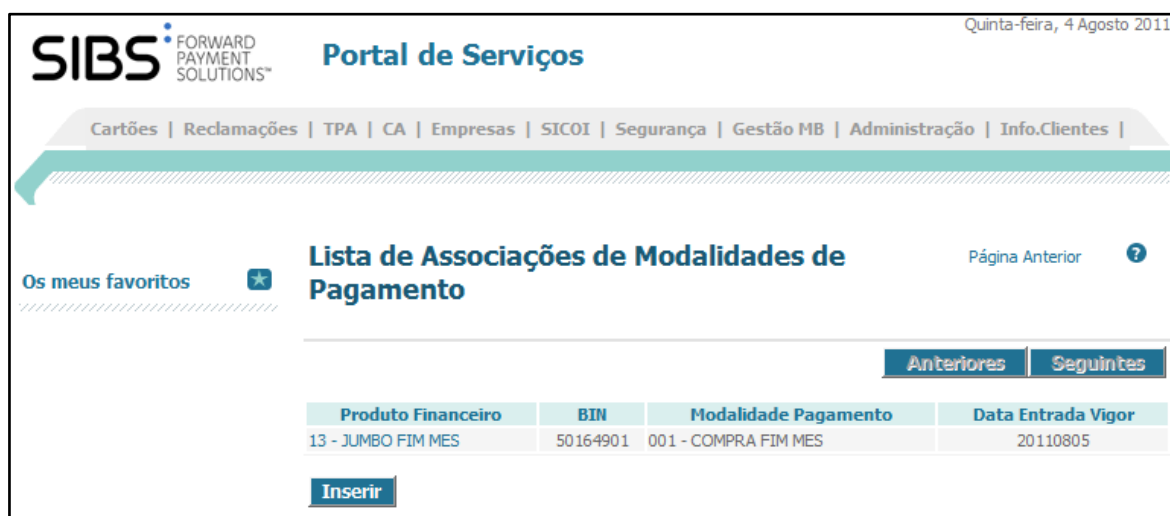 Quinta-feira, 4 Agosto 2011
SIBS FORWARD
PAYMENT
SOLUTIONS™
Portal de Serviços
Cartões | Reclamações | TPA | CA | Empresas | SICOI | Segurança | Gestão MB | Administração | Info.Clientes |
Os meus favoritos
Lista de Associações de Modalidades de
Pagamento
Página Anterior ?
Anteriores Seguintes
Produto Financeiro BIN Modalidade Pagamento Data Entrada Vigor
13 - JUMBO FIM MES 50164901 001 - COMPRA FIM MES 20110805
Inserir